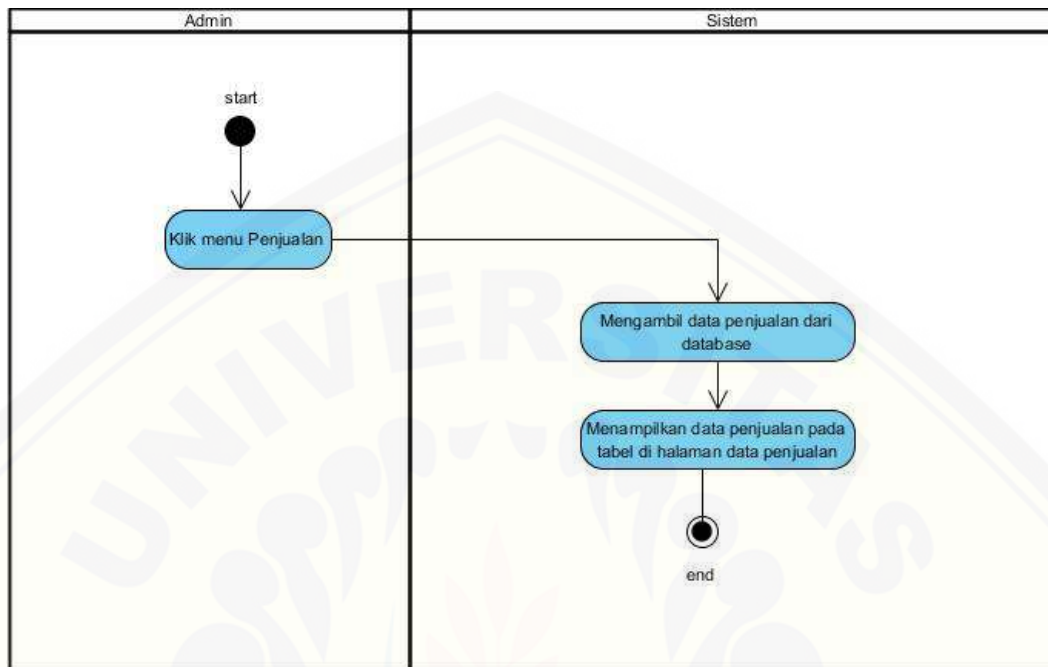 Admin
Sistem
start
Klik menu Penjualan
Mengambil data penjualan dari
database
Menampilkan data penjualan pada
tabel di halaman data penjualan
end
UNIVERSITAS